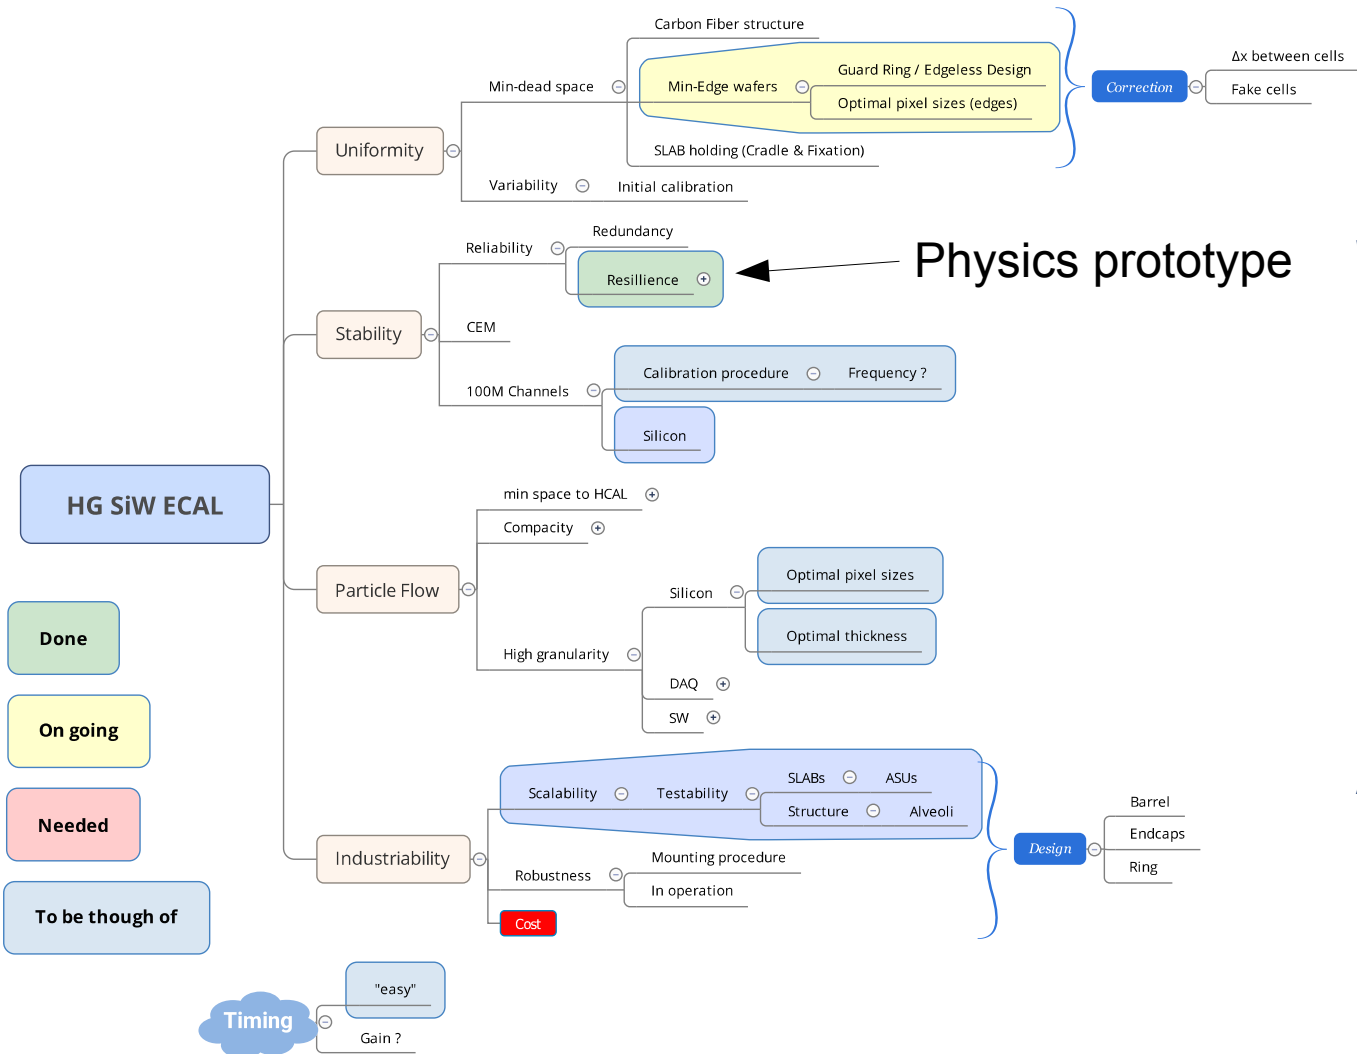 Carbon Fiber structure
Min-dead space
Min-Edge wafers
Guard Ring / Edgeless Design
Optimal pixel sizes (edges)
SLAB holding (Cradle & Fixation)
Correction
Δx between cells
Fake cells
Uniformity
Variability
Initial calibration
Reliability
Redundancy
Resillience
Physics prototype
Stability
CEM
100M Channels
Calibration procedure
Frequency ?
Silicon
HG SiW ECAL
min space to HCAL
Compacity
Particle Flow
High granularity
Silicon
Optimal pixel sizes
Optimal thickness
DAQ
SW
Done
On going
Needed
To be though of
Industriability
Scalability
Testability
SLABs
ASUs
Structure
Alveoli
Robustness
Mounting procedure
In operation
Cost
Design
Barrel
Endcaps
Ring
Timing
"easy"
Gain ?